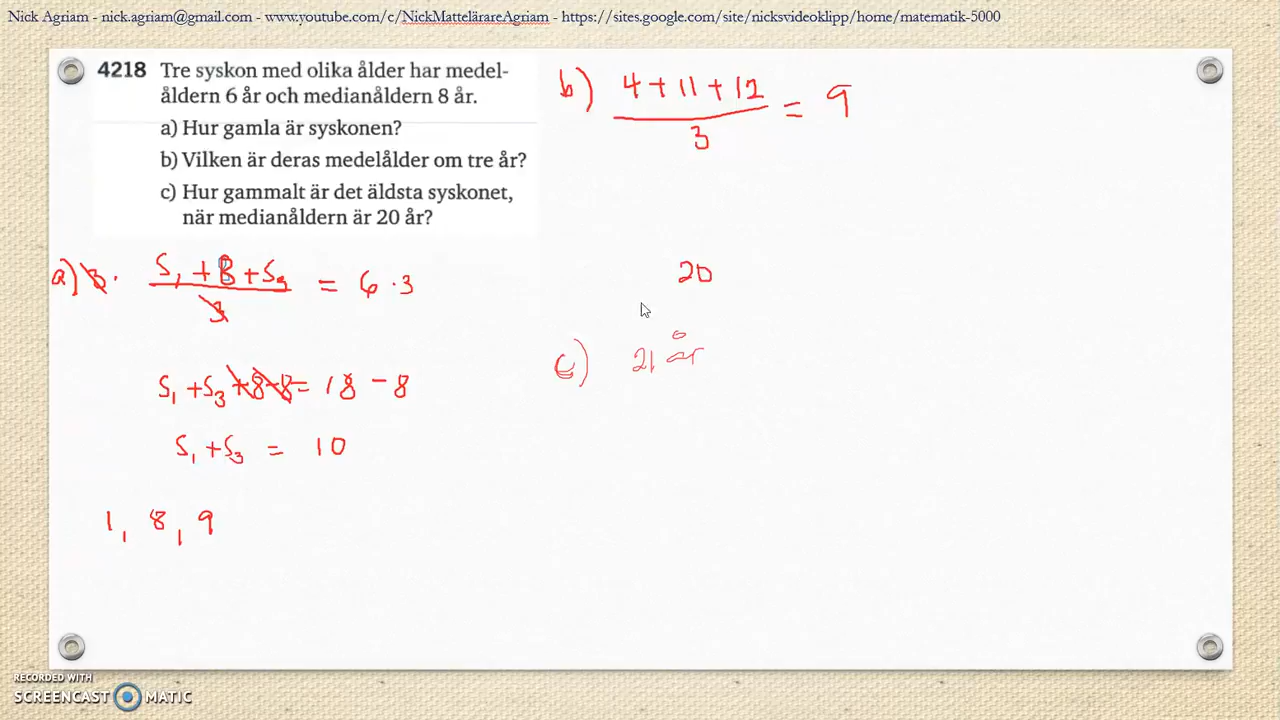 Nick Agriam - nick.agriam@gmail.com - www.youtube.com/c/NickMattelärareAgriam - https://sites.google.com/site/nicksvideoklipp/home/matematik-5000
4218 Tre syskon med olika ålder har medel-
åldern 6 år och medianåldern 8 år.
a) Hur gamla är syskonen?
b) Vilken är deras medelålder om tre år?
c) Hur gammalt är det äldsta syskonet,
när medianåldern är 20 år?
a) 3 · (S₁ + 8 + S₃)/3 = 6 · 3
S₁ + S₃ + 8 - 8 = 18 - 8
S₁ + S₃ = 10
1, 8, 9
b) (4 + 11 + 12)/3 = 9
20
c) 21 år
RECORDED WITH
SCREENCAST MATIC